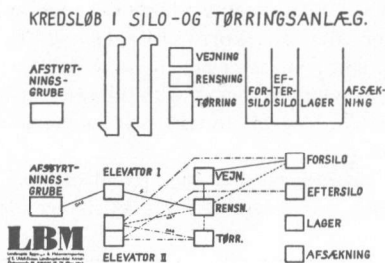 KREDSLØB I SILO-OG TØRRINGSANLÆG.
AFSTYRT-
NINGS-
GRUBE
VEJNING
RENSNING
TØRRING
FOR-
SILO
EF-
TER-
SILO
LAGER
AFSÆK-
NING
AFSTYRT-
NINGS-
GRUBE
ELEVATOR I
VEJN.
RENSN.
TØRR.
ELEVATOR II
FORSILO
EFTERSILO
LAGER
AFSÆKNING
LBM